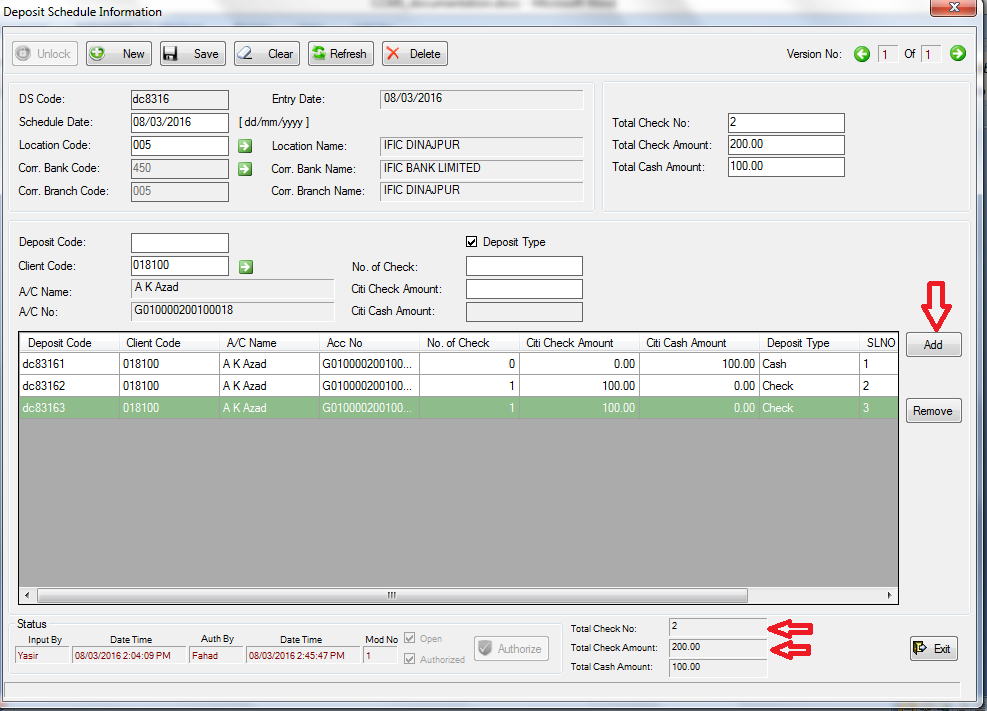 Deposit Schedule Information
Unlock New Save Clear Refresh Delete Version No: 1 Of 1
DS Code: dc8316 Entry Date: 08/03/2016
Schedule Date: 08/03/2016 [ dd/mm/yyyy ]
Location Code: 005 Location Name: IFIC DINAJPUR
Corr. Bank Code: 450 Corr. Bank Name: IFIC BANK LIMITED
Corr. Branch Code: 005 Corr. Branch Name: IFIC DINAJPUR
Total Check No: 2
Total Check Amount: 200.00
Total Cash Amount: 100.00
Deposit Code: Deposit Type
Client Code: 018100 No. of Check:
A/C Name: A K Azad Citi Check Amount:
A/C No: G010000200100018 Citi Cash Amount:
Deposit Code Client Code A/C Name Acc No No. of Check Citi Check Amount Citi Cash Amount Deposit Type SLNO
dc83161 018100 A K Azad G010000200100... 0 0.00 100.00 Cash 1
dc83162 018100 A K Azad G010000200100... 1 100.00 0.00 Check 2
dc83163 018100 A K Azad G010000200100... 1 100.00 0.00 Check 3
Add
Remove
Status
Input By Date Time Auth By Date Time Mod No Open
Yasir 08/03/2016 2:04:09 PM Fahad 08/03/2016 2:45:47 PM 1 Authorized
Authorize
Total Check No: 2
Total Check Amount: 200.00
Total Cash Amount: 100.00
Exit